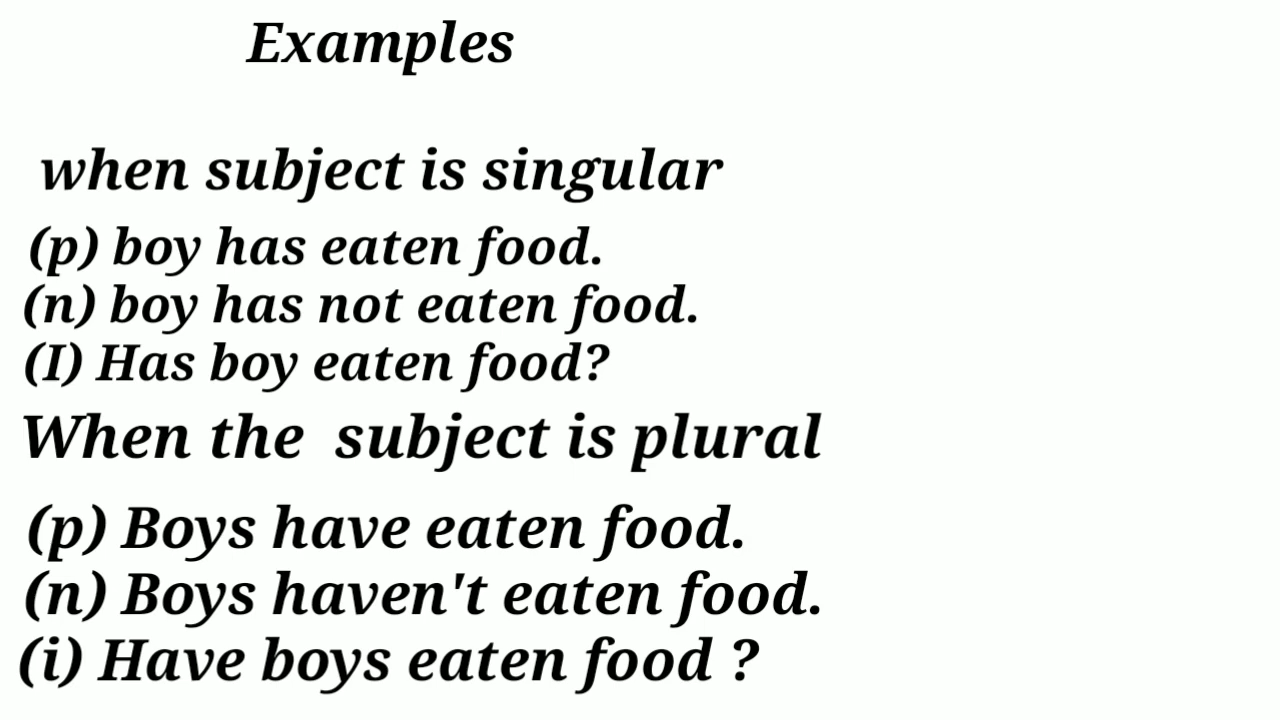 Examples
when subject is singular
(p) boy has eaten food.
(n) boy has not eaten food.
(I) Has boy eaten food?
When the subject is plural
(p) Boys have eaten food.
(n) Boys haven't eaten food.
(i) Have boys eaten food ?